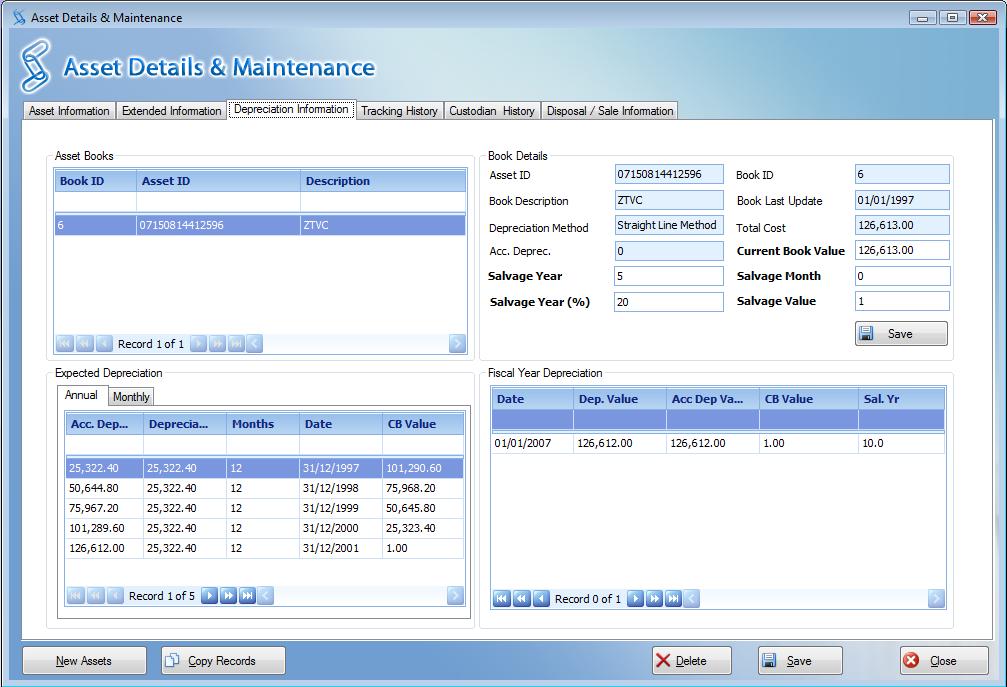 Asset Details & Maintenance
Asset Details & Maintenance
Asset Information Extended Information Depreciation Information Tracking History Custodian History Disposal / Sale Information
Asset Books
Book ID Asset ID Description
6 07150814412596 ZTVC
Record 1 of 1
Book Details
Asset ID 07150814412596 Book ID 6
Book Description ZTVC Book Last Update 01/01/1997
Depreciation Method Straight Line Method Total Cost 126,613.00
Acc. Deprec. 0 Current Book Value 126,613.00
Salvage Year 5 Salvage Month 0
Salvage Year (%) 20 Salvage Value 1
Save
Expected Depreciation
Annual Monthly
Acc. Dep... Deprecia... Months Date CB Value
25,322.40 25,322.40 12 31/12/1997 101,290.60
50,644.80 25,322.40 12 31/12/1998 75,968.20
75,967.20 25,322.40 12 31/12/1999 50,645.80
101,289.60 25,322.40 12 31/12/2000 25,323.40
126,612.00 25,322.40 12 31/12/2001 1.00
Record 1 of 5
Fiscal Year Depreciation
Date Dep. Value Acc Dep Va... CB Value Sal. Yr
01/01/2007 126,612.00 126,612.00 1.00 10.0
Record 0 of 1
New Assets Copy Records Delete Save Close